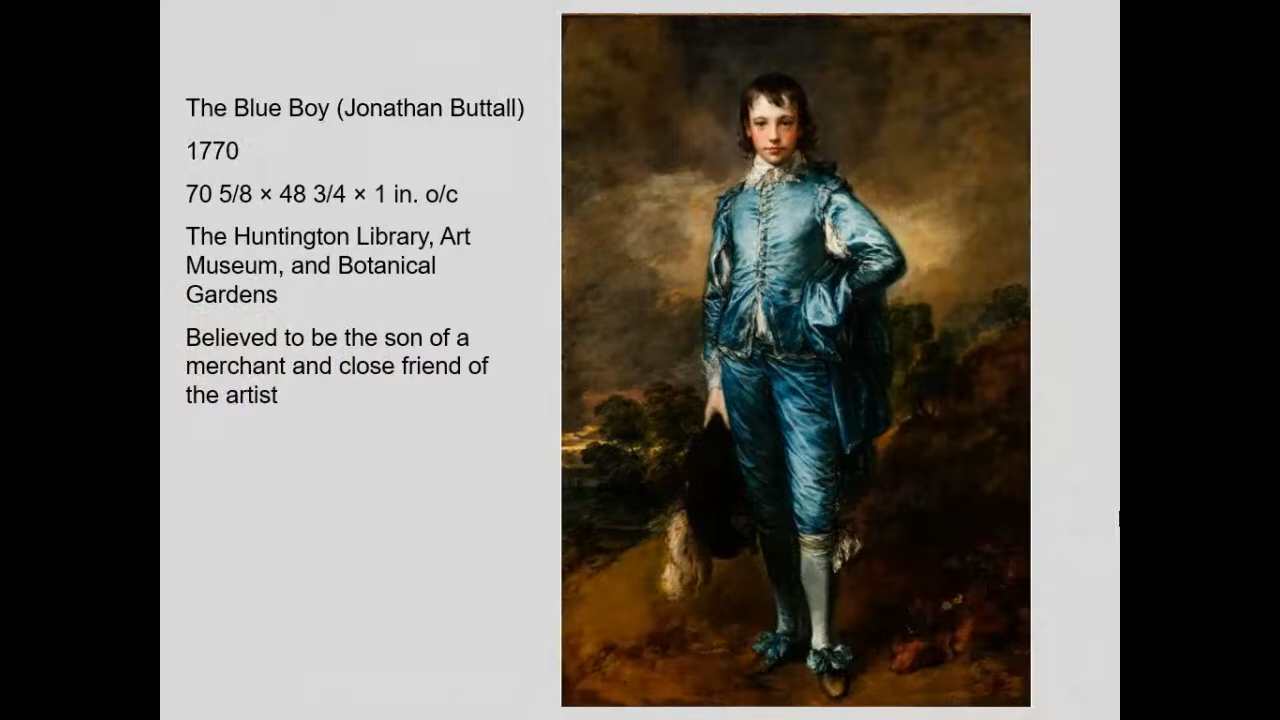 The Blue Boy (Jonathan Buttall)
1770
70 5/8 × 48 3/4 × 1 in. o/c
The Huntington Library, Art
Museum, and Botanical
Gardens
Believed to be the son of a
merchant and close friend of
the artist